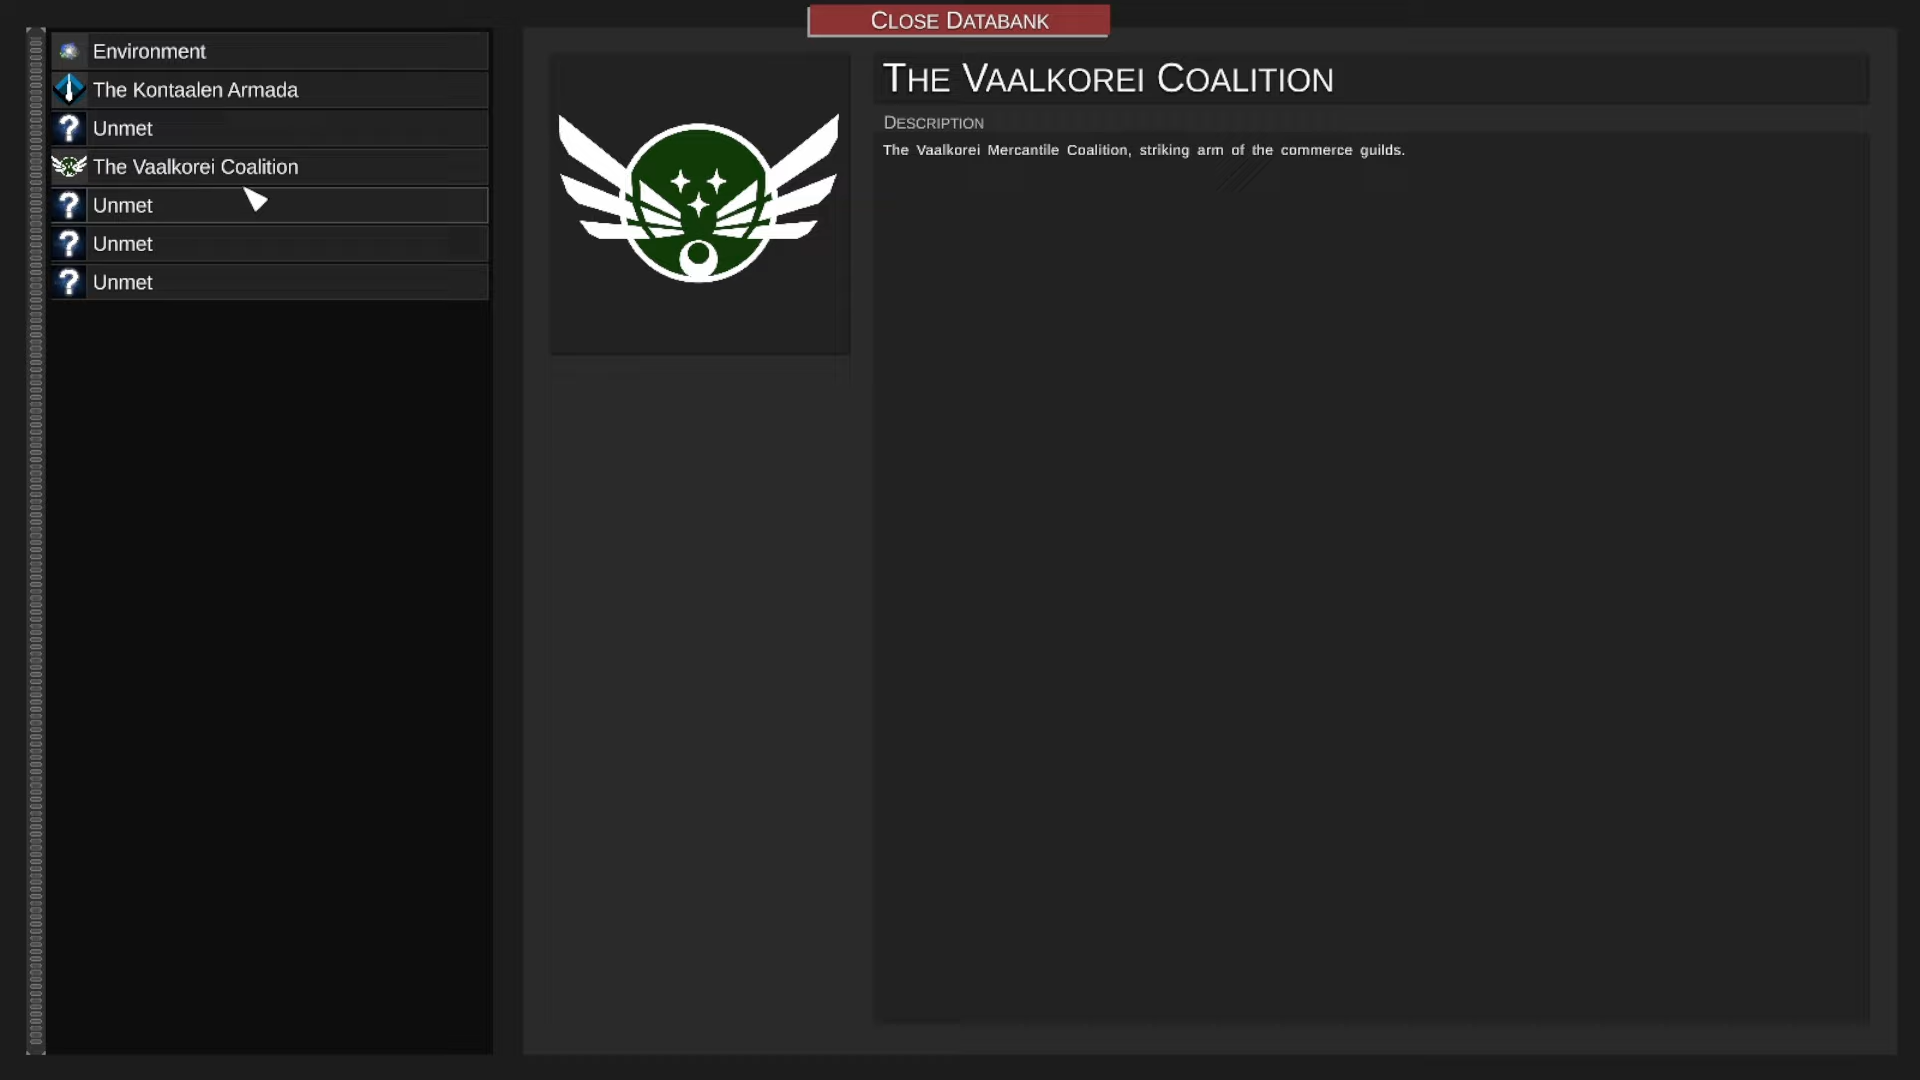 CLOSE DATABANK
Environment
The Kontaalen Armada
Unmet
The Vaalkorei Coalition
Unmet
Unmet
Unmet
THE VAALKOREI COALITION
DESCRIPTION
The Vaalkorei Mercantile Coalition, striking arm of the commerce guilds.